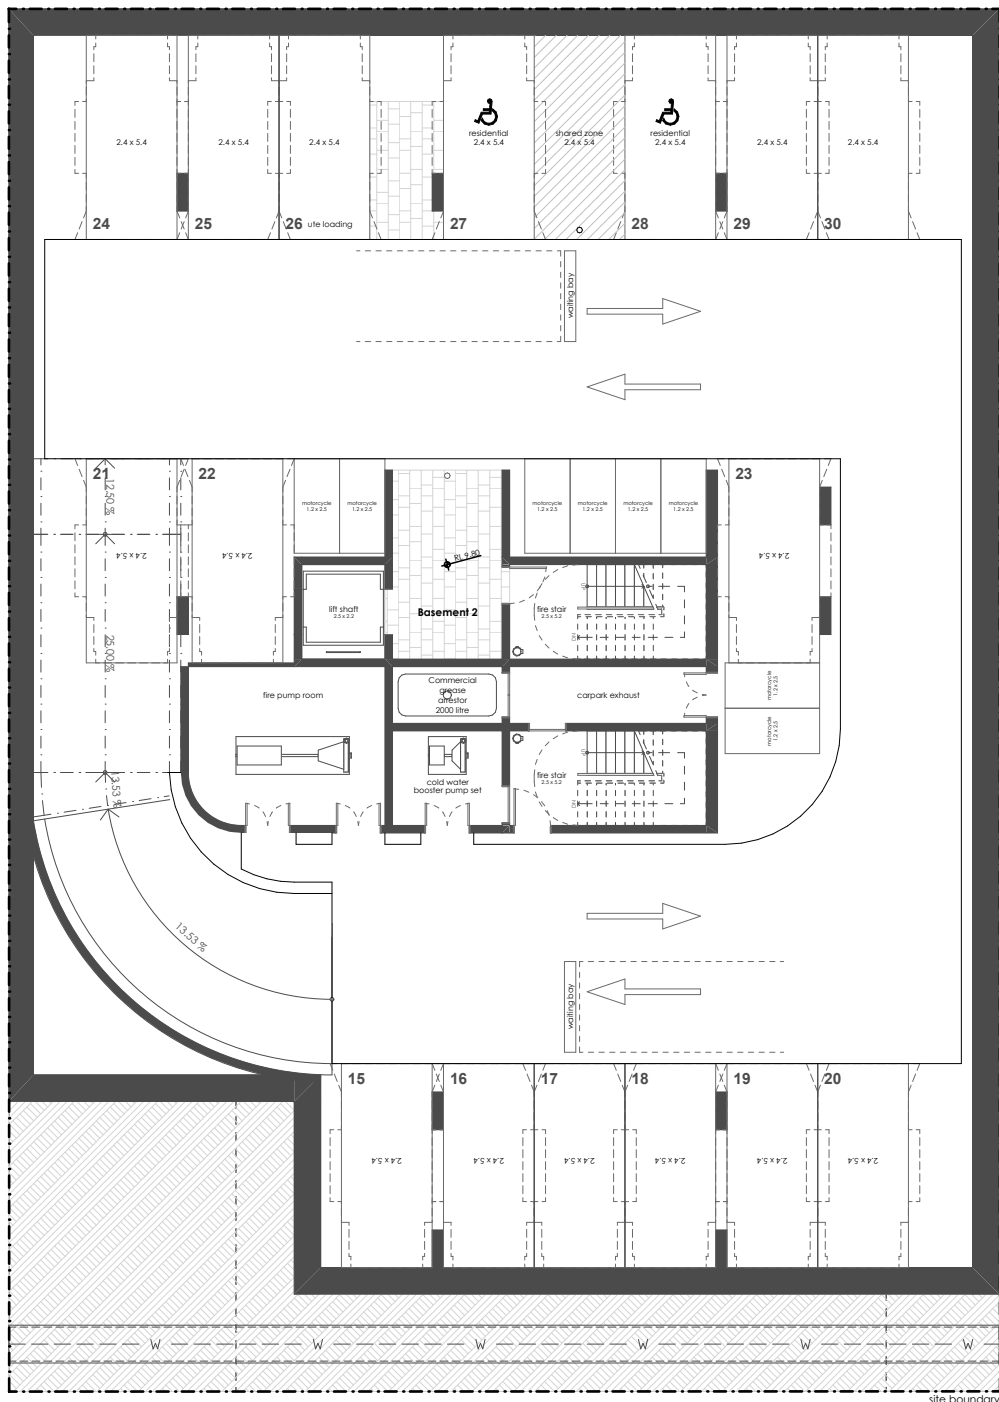 residential
2.4 x 5.4
shared zone
2.4 x 5.4
residential
2.4 x 5.4
2.4 x 5.4
2.4 x 5.4
2.4 x 5.4
2.4 x 5.4
2.4 x 5.4
24
25
26 ute loading
27
28
29
30
waiting bay
21
22
23
12.50 %
motorcycle
1.2 x 2.5
motorcycle
1.2 x 2.5
motorcycle
1.2 x 2.5
motorcycle
1.2 x 2.5
motorcycle
1.2 x 2.5
motorcycle
1.2 x 2.5
2.4 x 5.4
2.4 x 5.4
2.4 x 5.4
RL 9.80
UP
lift shaft
2.5 x 2.2
Basement 2
fire stair
2.5 x 5.2
DN
25.00 %
fire pump room
Commercial
grease
arrestor
2000 litre
carpark exhaust
motorcycle
1.2 x 2.5
motorcycle
1.2 x 2.5
UP
13.53 %
cold water
booster pump set
fire stair
2.5 x 5.2
DN
13.53 %
waiting bay
15
16
17
18
19
20
2.4 x 5.4
2.4 x 5.4
2.4 x 5.4
2.4 x 5.4
2.4 x 5.4
2.4 x 5.4
W W W W W W
site boundary